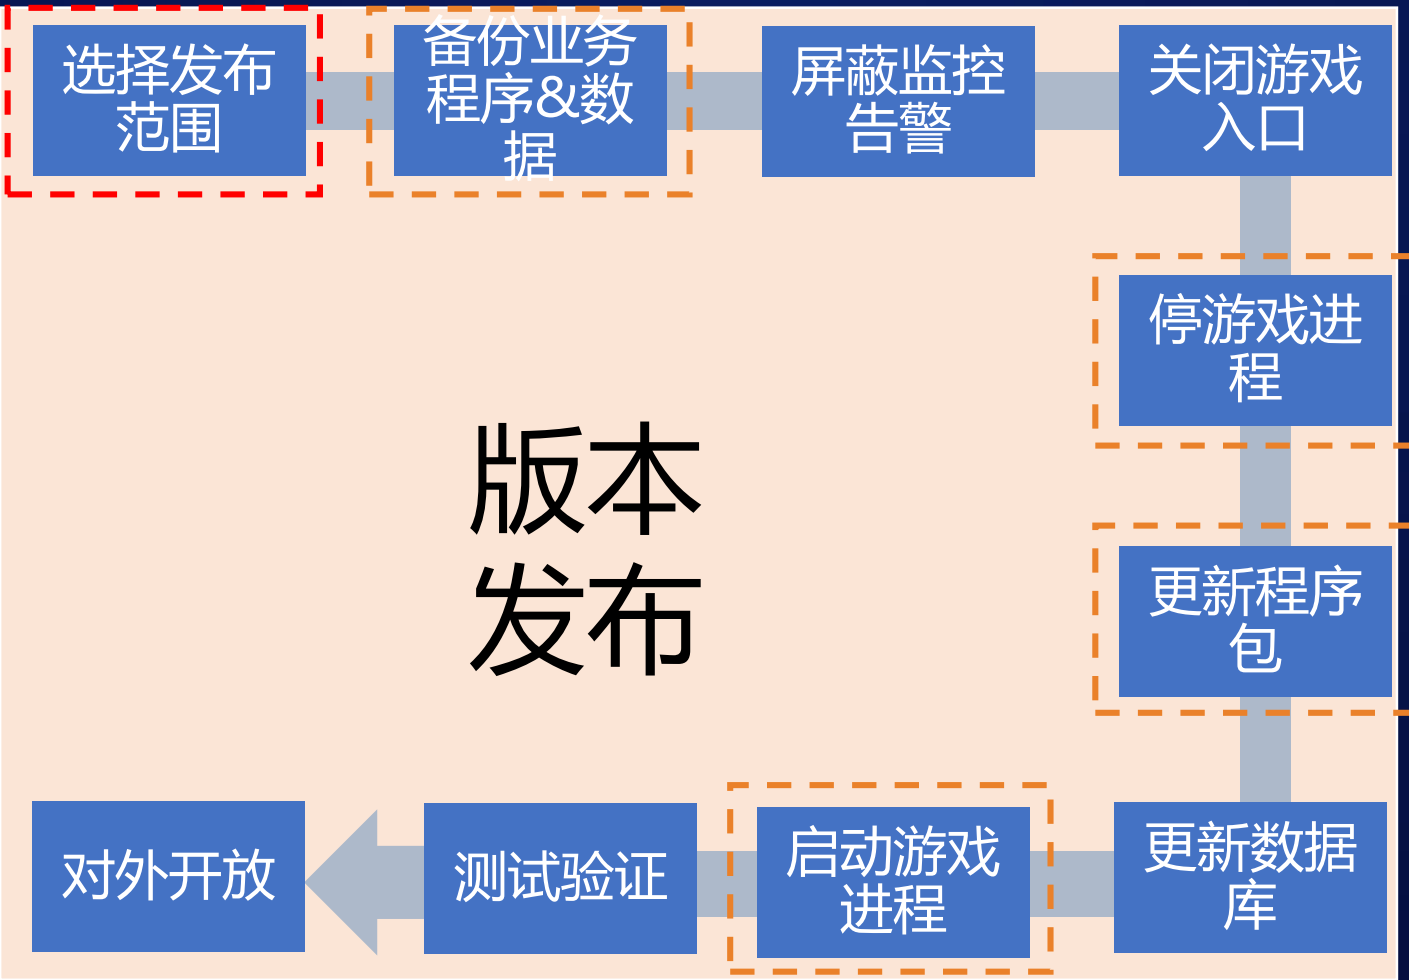 选择发布
范围
备份业务
程序&数
据
屏蔽监控
告警
关闭游戏
入口
停游戏进
程
更新程序
包
更新数据
库
启动游戏
进程
测试验证
对外开放
版本
发布